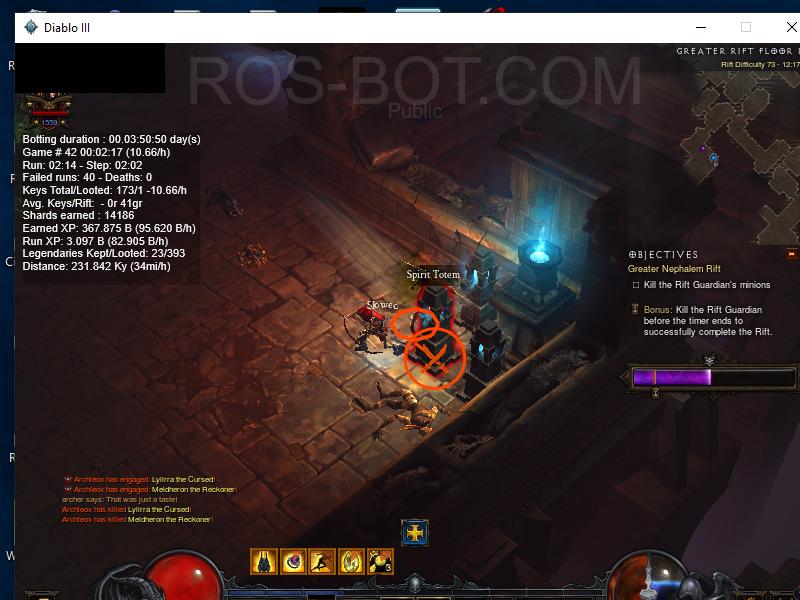 Diablo III
GREATER RIFT FLOOR
Rift Difficulty 73 - 12:17
ROS-BOT.COM
Public
1559
Botting duration : 00.03:50:50 day(s)
Game # 42 00:02:17 (10.66/h)
Run: 02:14 - Step: 02:02
Failed runs: 40 - Deaths: 0
Keys Total/Looted: 173/1 -10.66/h
Avg. Keys/Rift:  - 0r 41gr
Shards earned : 14186
Earned XP: 367.875 B (95.620 B/h)
Run XP: 3.097 B (82.905 B/h)
Legendaries Kept/Looted: 23/393
Distance: 231.842 Ky (34mi/h)
OBJECTIVES
Greater Nephalem Rift
Kill the Rift Guardian's minions
Bonus: Kill the Rift Guardian
before the timer ends to
successfully complete the Rift.
Spirit Totem
Slowed
Archleox has engaged: Lylirra the Cursed!
Archleox has engaged: Meldheron the Reckoner!
archer says: That was just a taste!
Archleox has killed Lylirra the Cursed!
Archleox has killed Meldheron the Reckoner!
3